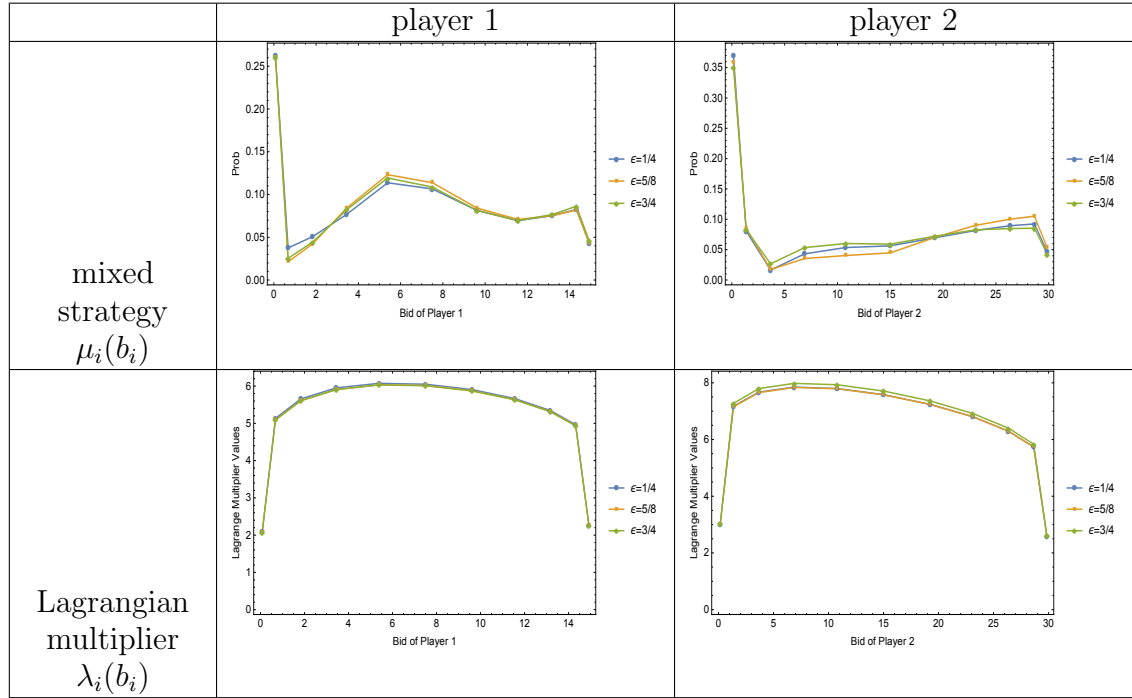 player 1
player 2
mixed
strategy
μᵢ(bᵢ)
0.25
0.20
0.15
0.10
0.05
0.00
Prob
0
2
4
6
8
10
12
14
Bid of Player 1
ϵ=1/4
ϵ=5/8
ϵ=3/4
0.35
0.30
0.25
0.20
0.15
0.10
0.05
0.00
Prob
0
5
10
15
20
25
30
Bid of Player 2
ϵ=1/4
ϵ=5/8
ϵ=3/4
Lagrangian
multiplier
λᵢ(bᵢ)
6
5
4
3
2
1
0
Lagrange Multiplier Values
0
2
4
6
8
10
12
14
Bid of Player 1
ϵ=1/4
ϵ=5/8
ϵ=3/4
8
6
4
2
0
Lagrange Multiplier Values
0
5
10
15
20
25
30
Bid of Player 2
ϵ=1/4
ϵ=5/8
ϵ=3/4